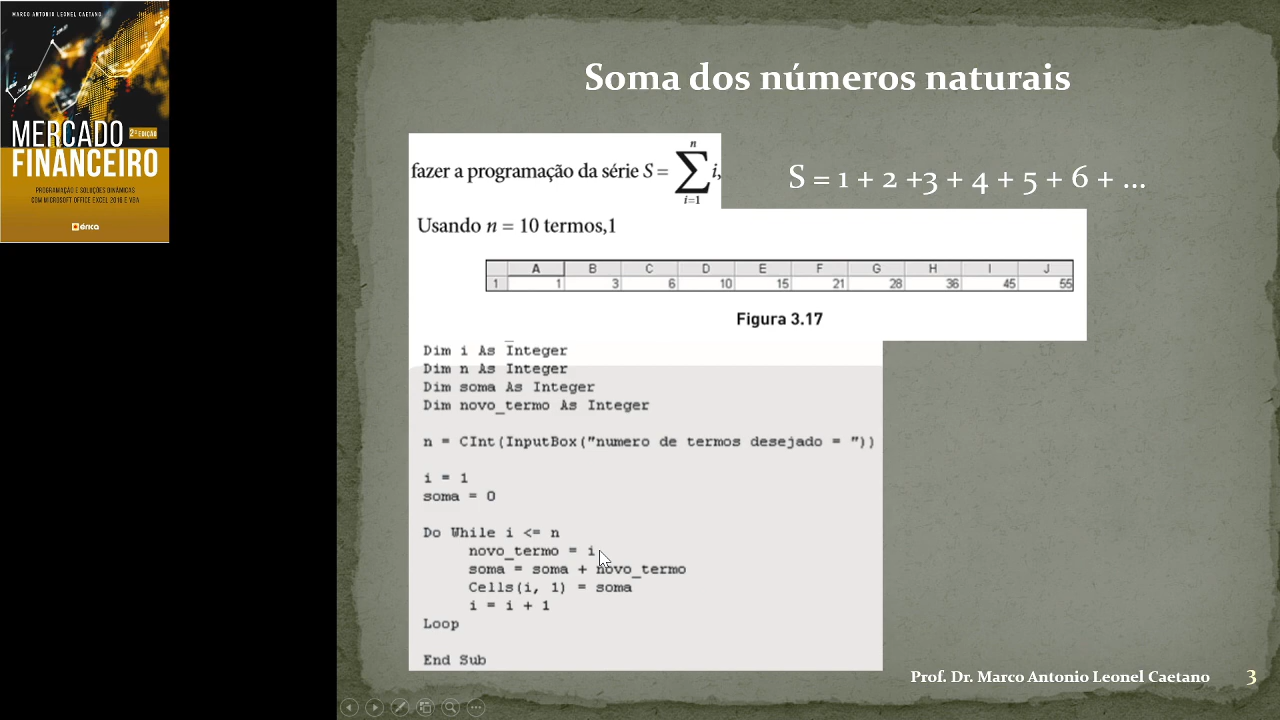 MARCO ANTONIO LEONEL CAETANO
MERCADO 2ª EDIÇÃO
FINANCEIRO
PROGRAMAÇÃO E SOLUÇÕES DINÂMICAS
COM MICROSOFT OFFICE EXCEL 2016 E VBA
érica
Soma dos números naturais
fazer a programação da série S = n ∑ i=1 i,
S = 1 + 2 +3 + 4 + 5 + 6 + ...
Usando n = 10 termos,1
A B C D E F G H I J
1 1 3 6 10 15 21 28 36 45 55
Figura 3.17
Dim i As Integer
Dim n As Integer
Dim soma As Integer
Dim novo_termo As Integer
n = CInt(InputBox("numero de termos desejado = "))
i = 1
soma = 0
Do While i <= n
novo_termo = i
soma = soma + novo_termo
Cells(i, 1) = soma
i = i + 1
Loop
End Sub
Prof. Dr. Marco Antonio Leonel Caetano 3